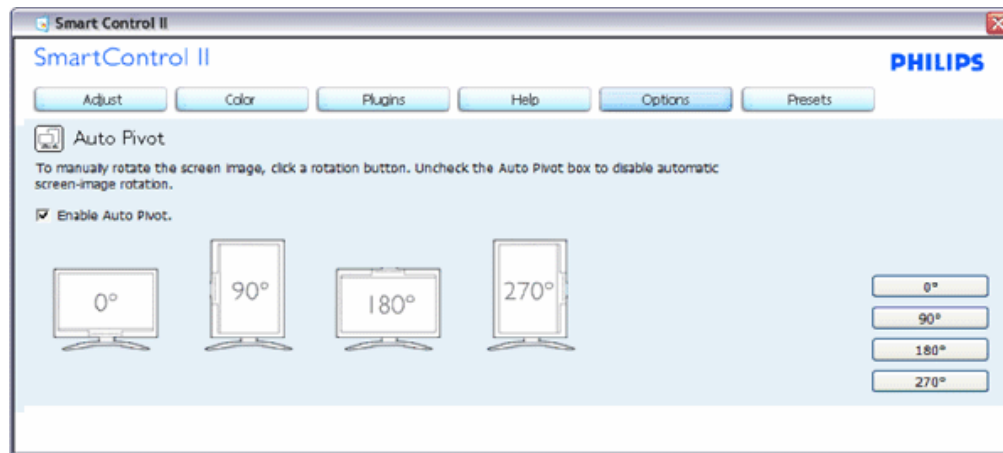 Smart Control II
SmartControl II
PHILIPS
Adjust
Color
Plugins
Help
Options
Presets
Auto Pivot
To manually rotate the screen image, click a rotation button. Uncheck the Auto Pivot box to disable automatic
screen-image rotation.
Enable Auto Pivot.
0°
90°
180°
270°
0°
90°
180°
270°